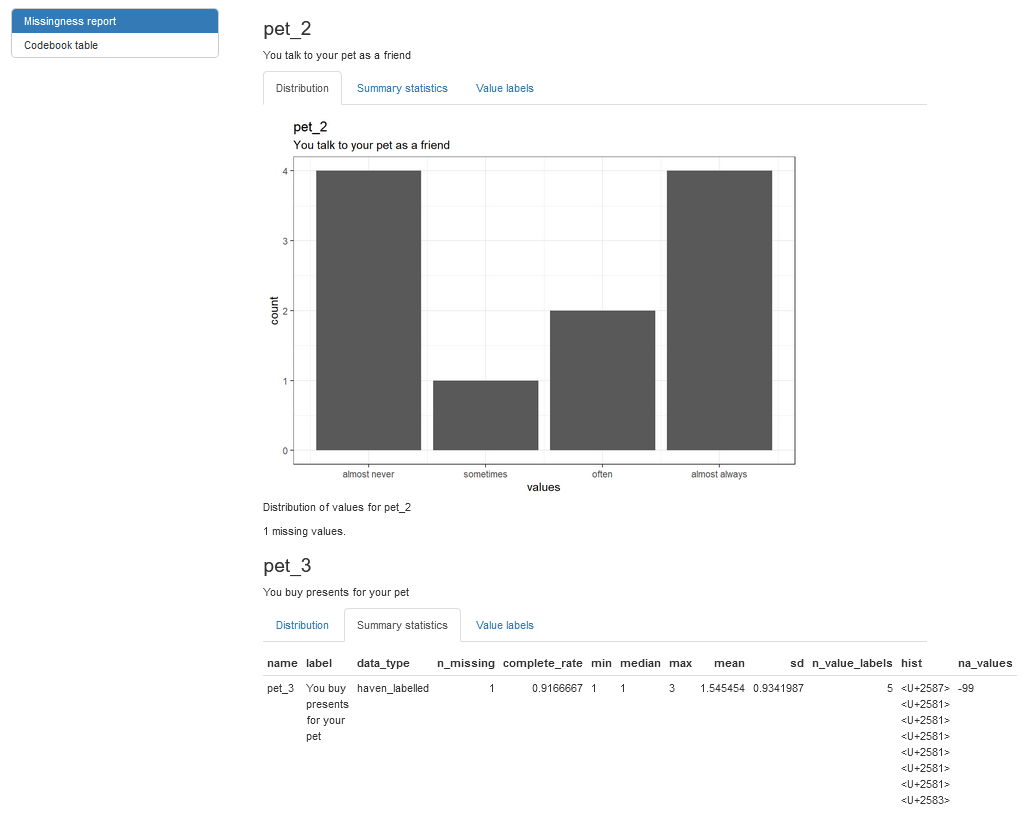 Missingness report
Codebook table
pet_2
You talk to your pet as a friend
Distribution Summary statistics Value labels
pet_2
You talk to your pet as a friend
4
3
2
1
0
count
almost never sometimes often almost always
values
Distribution of values for pet_2
1 missing values.
pet_3
You buy presents for your pet
Distribution Summary statistics Value labels
name label data_type n_missing complete_rate min median max mean sd n_value_labels hist na_values
pet_3 You buy haven_labelled 1 0.9166667 1 1 3 1.545454 0.9341987 5 <U+2587> -99
presents <U+2581>
for your <U+2581>
pet <U+2581>
<U+2581>
<U+2581>
<U+2581>
<U+2583>